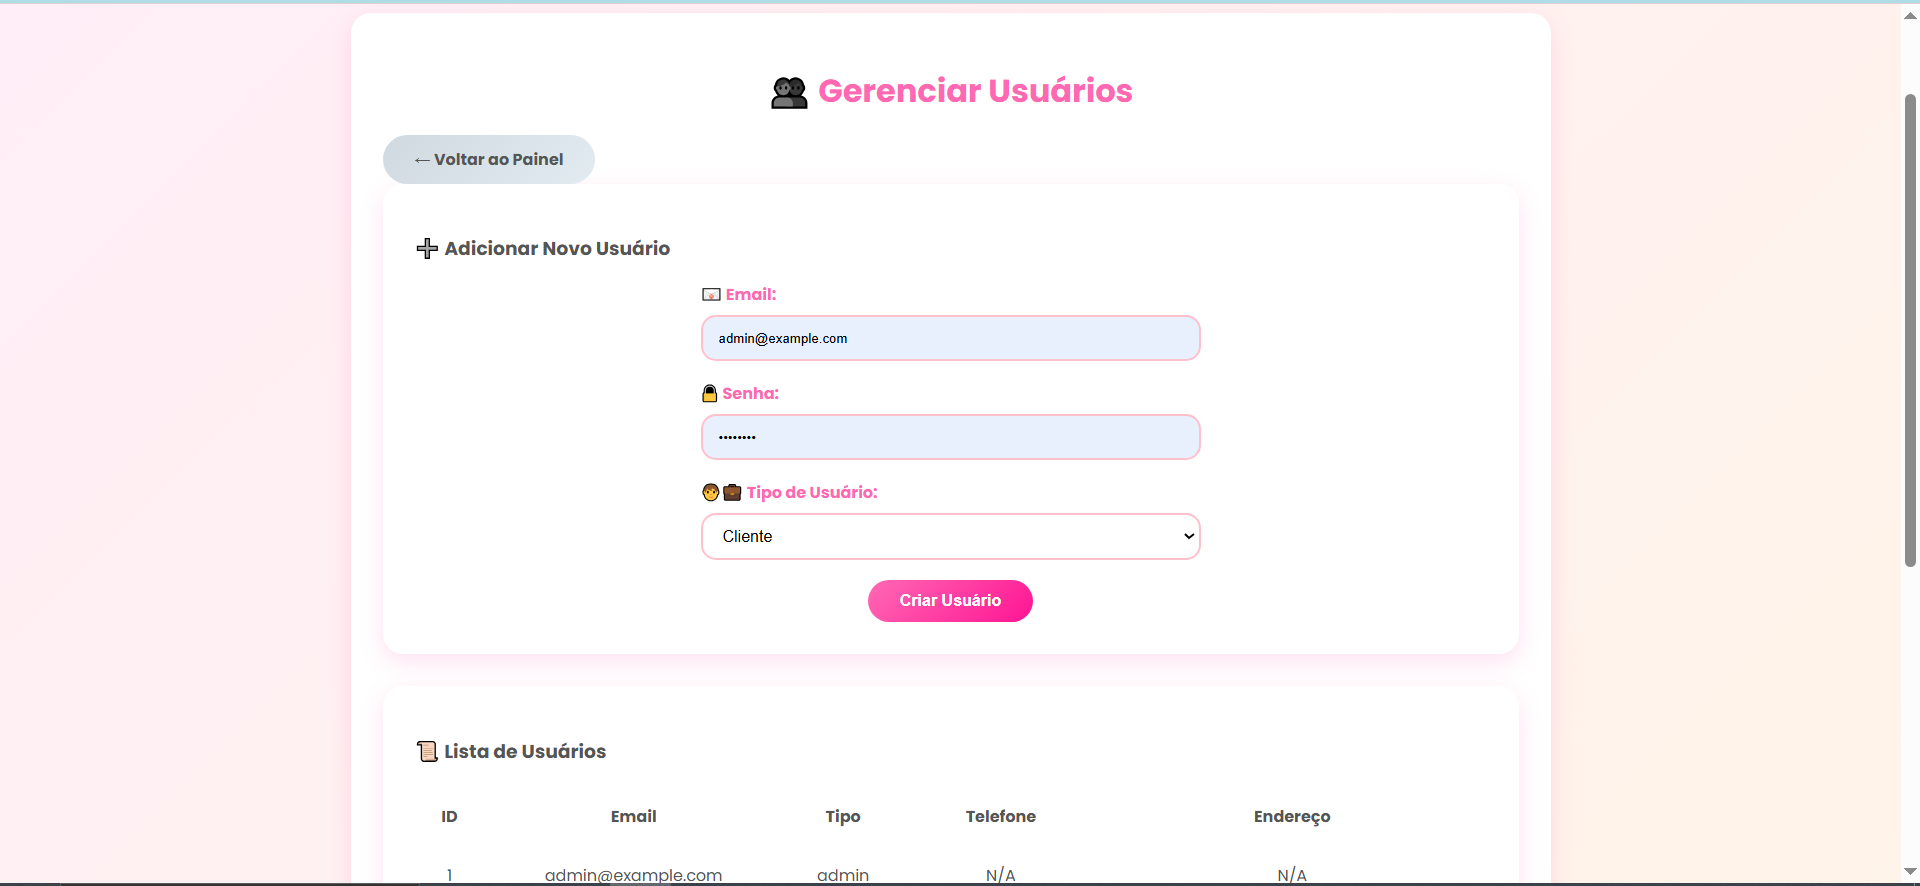 Gerenciar Usuários
← Voltar ao Painel
Adicionar Novo Usuário
Email:
admin@example.com
Senha:
••••••••
Tipo de Usuário:
Cliente
Criar Usuário
Lista de Usuários
ID Email Tipo Telefone Endereço
1 admin@example.com admin N/A N/A